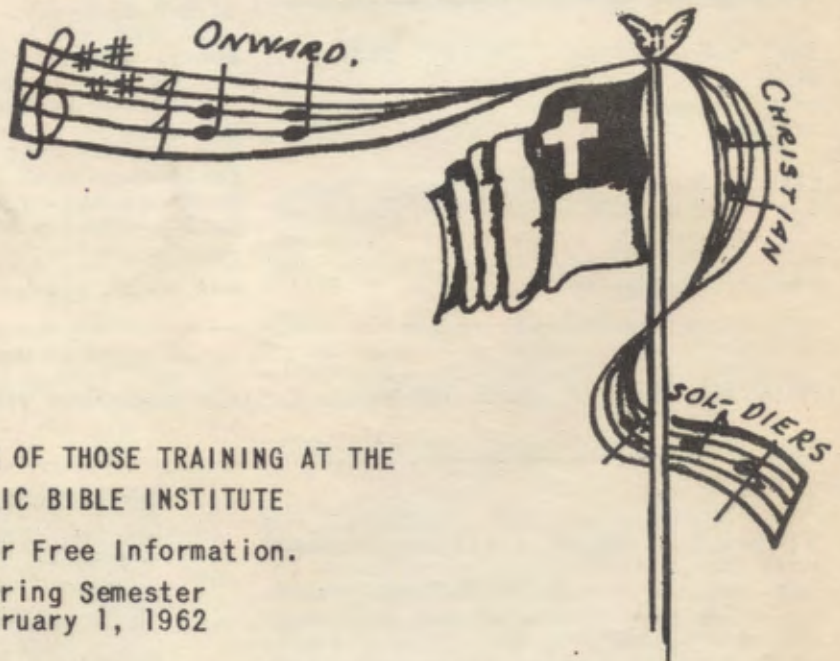 ONWARD,
CHRISTIAN
SOL- DIERS
OF THOSE TRAINING AT THE
IC BIBLE INSTITUTE
r Free Information.
ring Semester
ruary 1, 1962